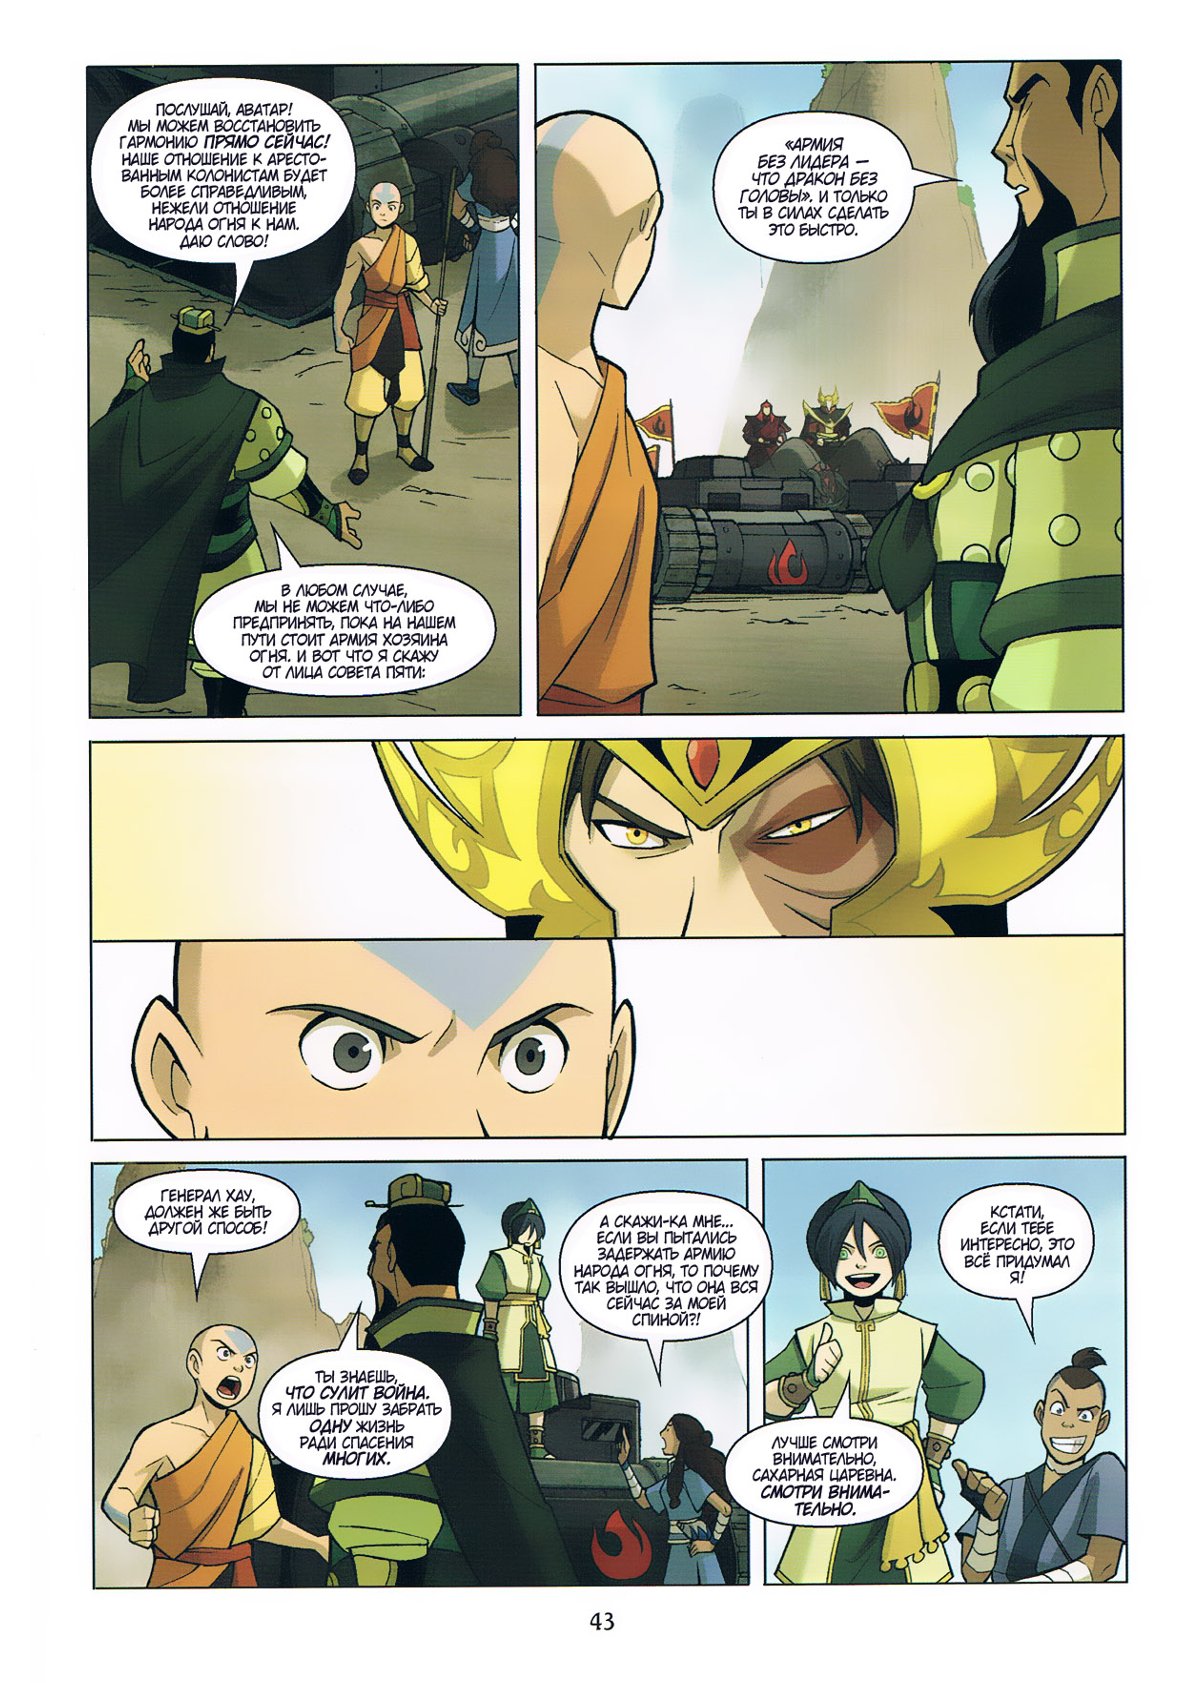 ПОСЛУШАЙ, АВАТАР!
МЫ МОЖЕМ ВОССТАНОВИТЬ
ГАРМОНИЮ ПРЯМО СЕЙЧАС!
НАШЕ ОТНОШЕНИЕ К АРЕСТО-
ВАННЫМ КОЛОНИСТАМ БУДЕТ
БОЛЕЕ СПРАВЕДЛИВЫМ,
НЕЖЕЛИ ОТНОШЕНИЕ
НАРОДА ОГНЯ К НАМ.
ДАЮ СЛОВО!
В ЛЮБОМ СЛУЧАЕ,
МЫ НЕ МОЖЕМ ЧТО-ЛИБО
ПРЕДПРИНЯТЬ, ПОКА НА НАШЕМ
ПУТИ СТОИТ АРМИЯ ХОЗЯИНА
ОГНЯ. И ВОТ ЧТО Я СКАЖУ
ОТ ЛИЦА СОВЕТА ПЯТИ:
«АРМИЯ
БЕЗ ЛИДЕРА —
ЧТО ДРАКОН БЕЗ
ГОЛОВЫ». И ТОЛЬКО
ТЫ В СИЛАХ СДЕЛАТЬ
ЭТО БЫСТРО.
ГЕНЕРАЛ ХАУ,
ДОЛЖЕН ЖЕ БЫТЬ
ДРУГОЙ СПОСОБ!
ТЫ ЗНАЕШЬ,
ЧТО СУЛИТ ВОЙНА.
Я ЛИШЬ ПРОШУ ЗАБРАТЬ
ОДНУ ЖИЗНЬ
РАДИ СПАСЕНИЯ
МНОГИХ.
А СКАЖИ-КА МНЕ...
ЕСЛИ ВЫ ПЫТАЛИСЬ
ЗАДЕРЖАТЬ АРМИЮ
НАРОДА ОГНЯ, ТО ПОЧЕМУ
ТАК ВЫШЛО, ЧТО ОНА ВСЯ
СЕЙЧАС ЗА МОЕЙ
СПИНОЙ?!
ЛУЧШЕ СМОТРИ
ВНИМАТЕЛЬНО,
САХАРНАЯ ЦАРЕВНА.
СМОТРИ ВНИМА-
ТЕЛЬНО.
КСТАТИ,
ЕСЛИ ТЕБЕ
ИНТЕРЕСНО, ЭТО
ВСЁ ПРИДУМАЛ
Я!
43